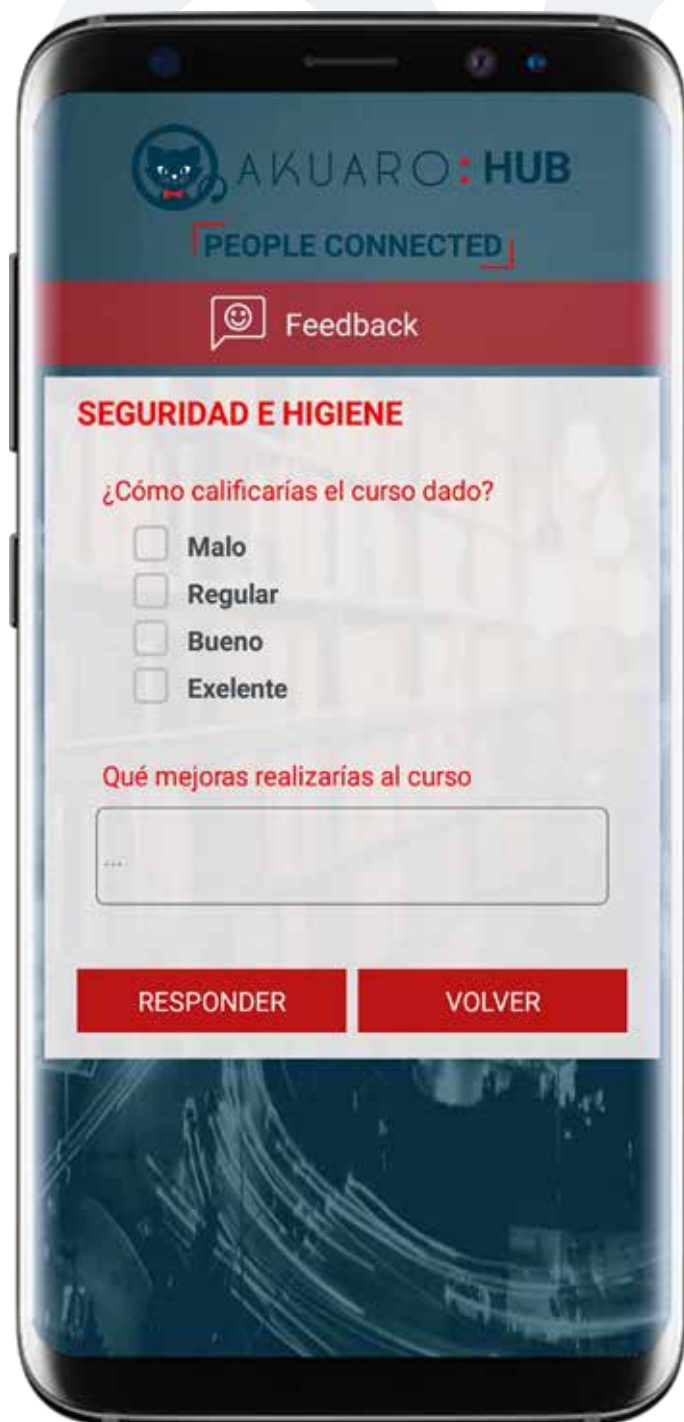 AKUARO: HUB
PEOPLE CONNECTED
Feedback
SEGURIDAD E HIGIENE
¿Cómo calificarías el curso dado?
Malo
Regular
Bueno
Exelente
Qué mejoras realizarías al curso
...
RESPONDER VOLVER